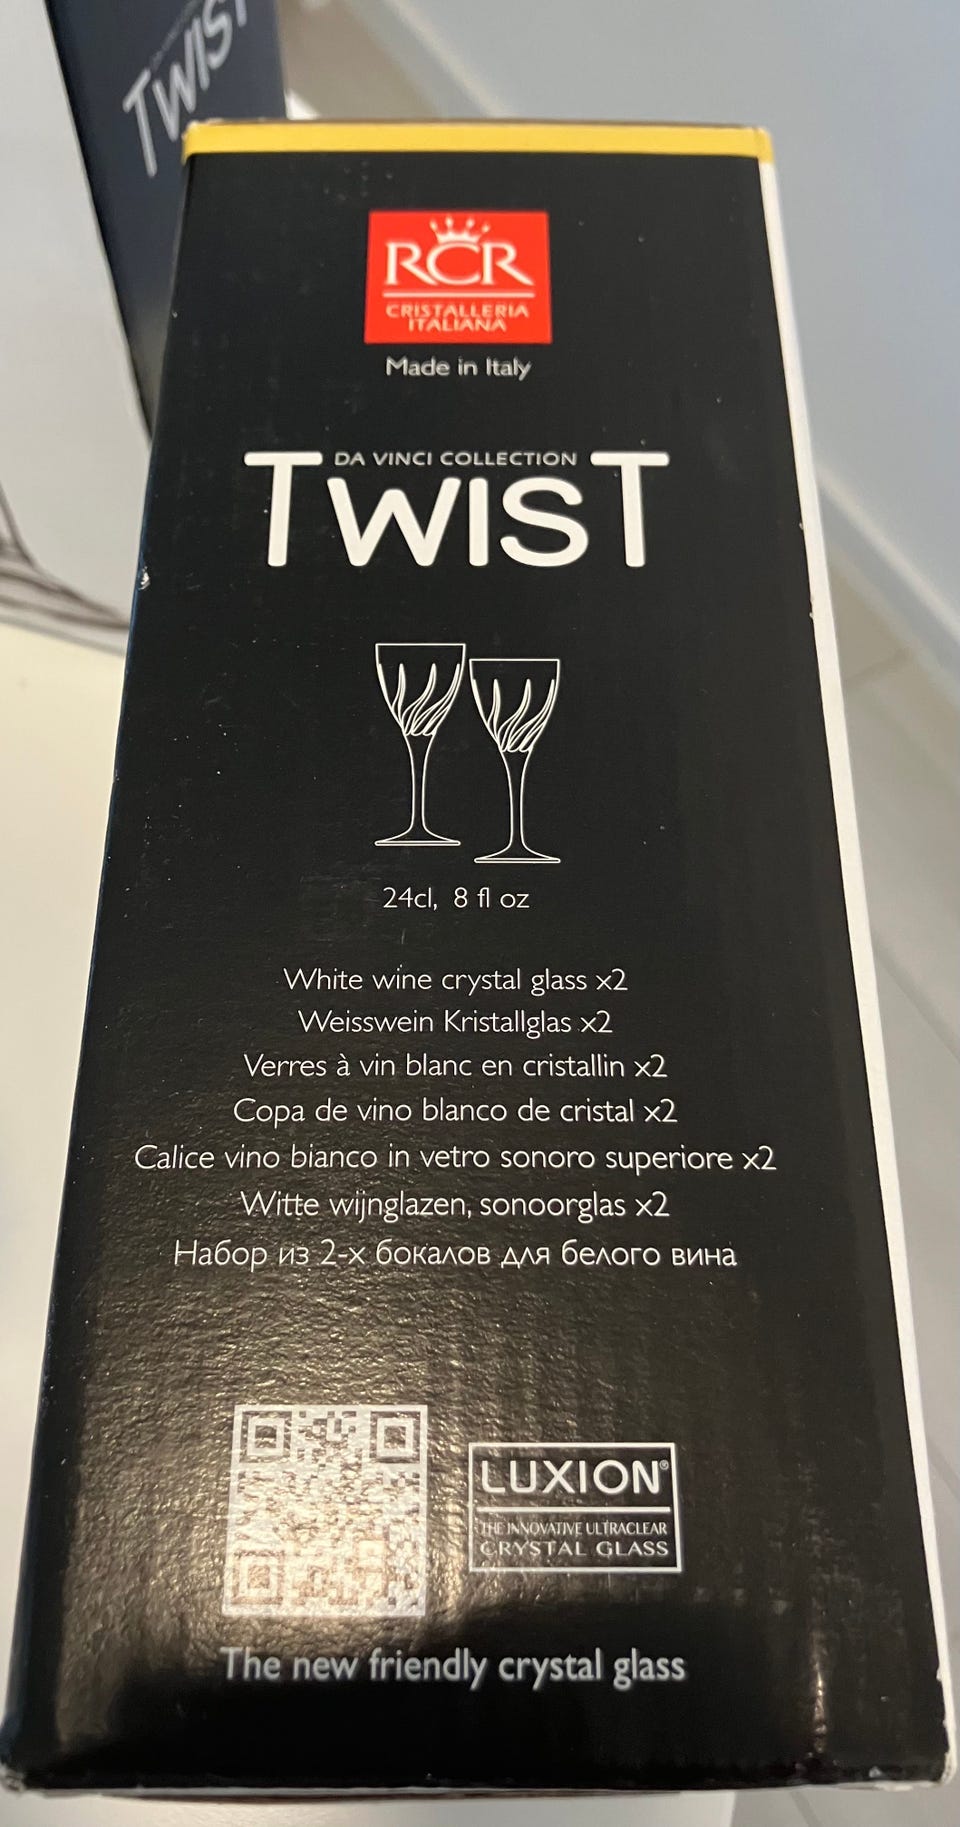 TWIST
RCR
CRISTALLERIA
ITALIANA
Made in Italy
DA VINCI COLLECTION
TWIST
24cl, 8 fl oz
White wine crystal glass x2
Weisswein Kristallglas x2
Verres à vin blanc en cristallin x2
Copa de vino blanco de cristal x2
Calice vino bianco in vetro sonoro superiore x2
Witte wijnglazen, sonoorglas x2
Набор из 2-х бокалов для белого вина
LUXION®
THE INNOVATIVE ULTRACLEAR
CRYSTAL GLASS
The new friendly crystal glass